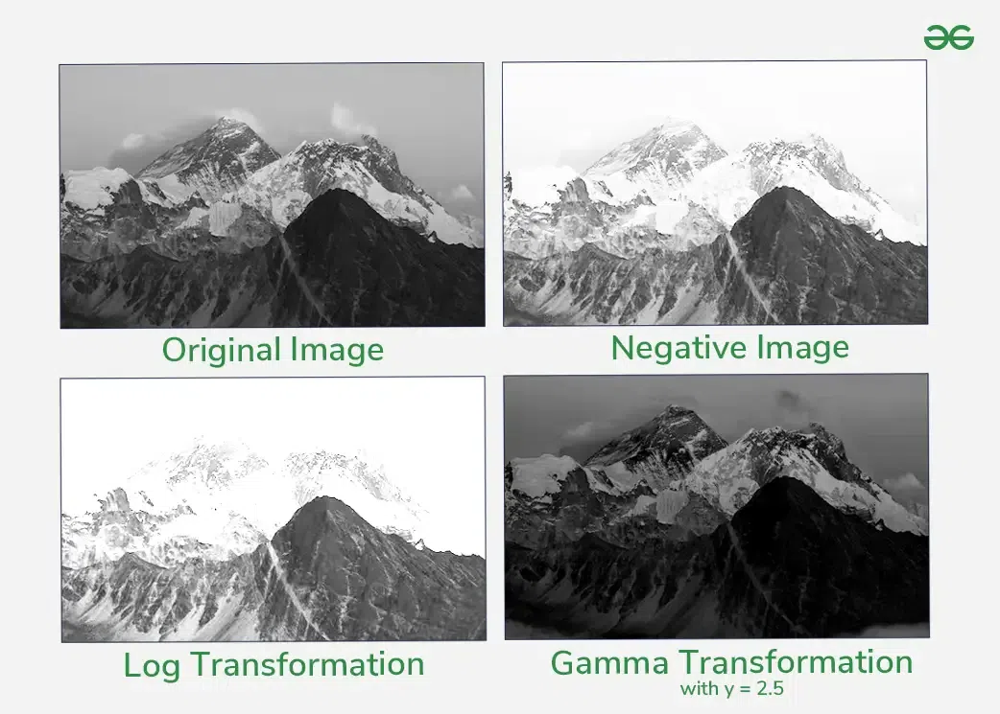 Original Image
Negative Image
Log Transformation
Gamma Transformation
with y = 2.5